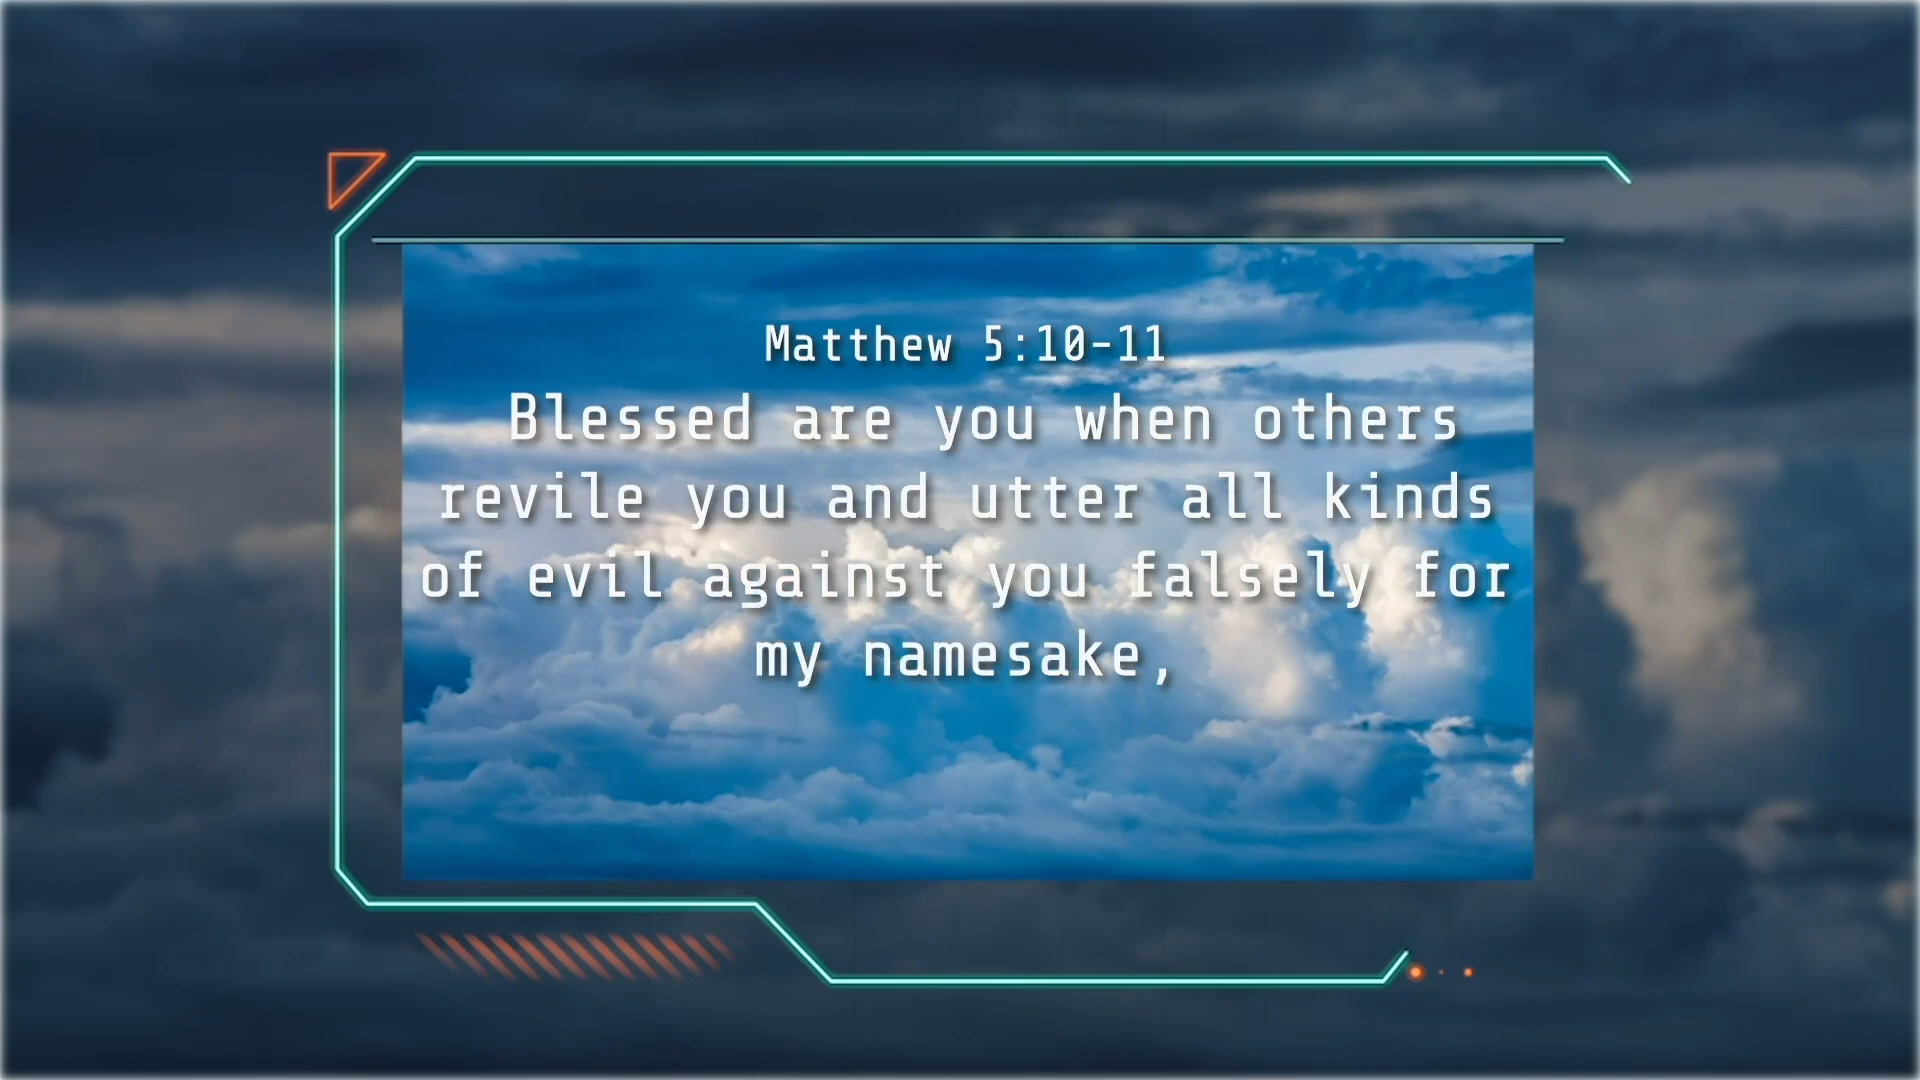 Matthew 5:10-11
Blessed are you when others
revile you and utter all kinds
of evil against you falsely for
my namesake,